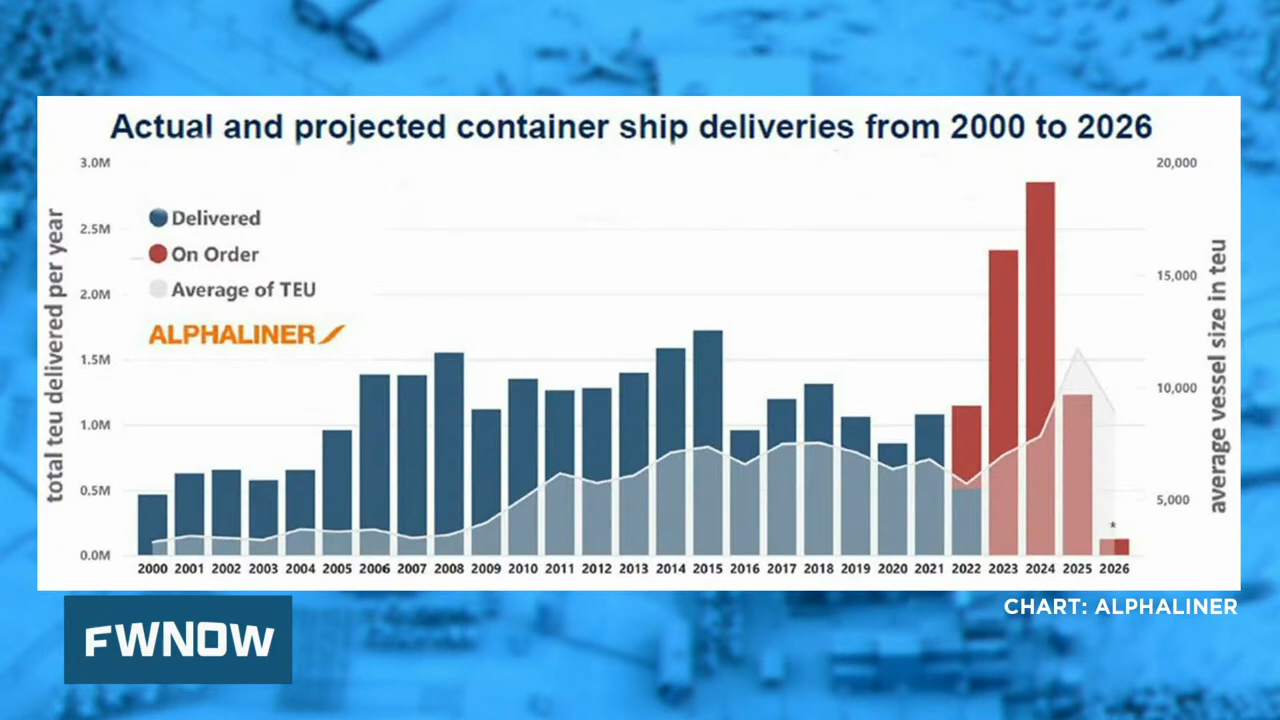 Actual and projected container ship deliveries from 2000 to 2026
total teu delivered per year
3.0M
2.5M
2.0M
1.5M
1.0M
0.5M
0.0M
Delivered
On Order
Average of TEU
ALPHALINER
20,000
15,000
10,000
5,000
average vessel size in teu
*
2000 2001 2002 2003 2004 2005 2006 2007 2008 2009 2010 2011 2012 2013 2014 2015 2016 2017 2018 2019 2020 2021 2022 2023 2024 2025 2026
CHART: ALPHALINER
FWNOW